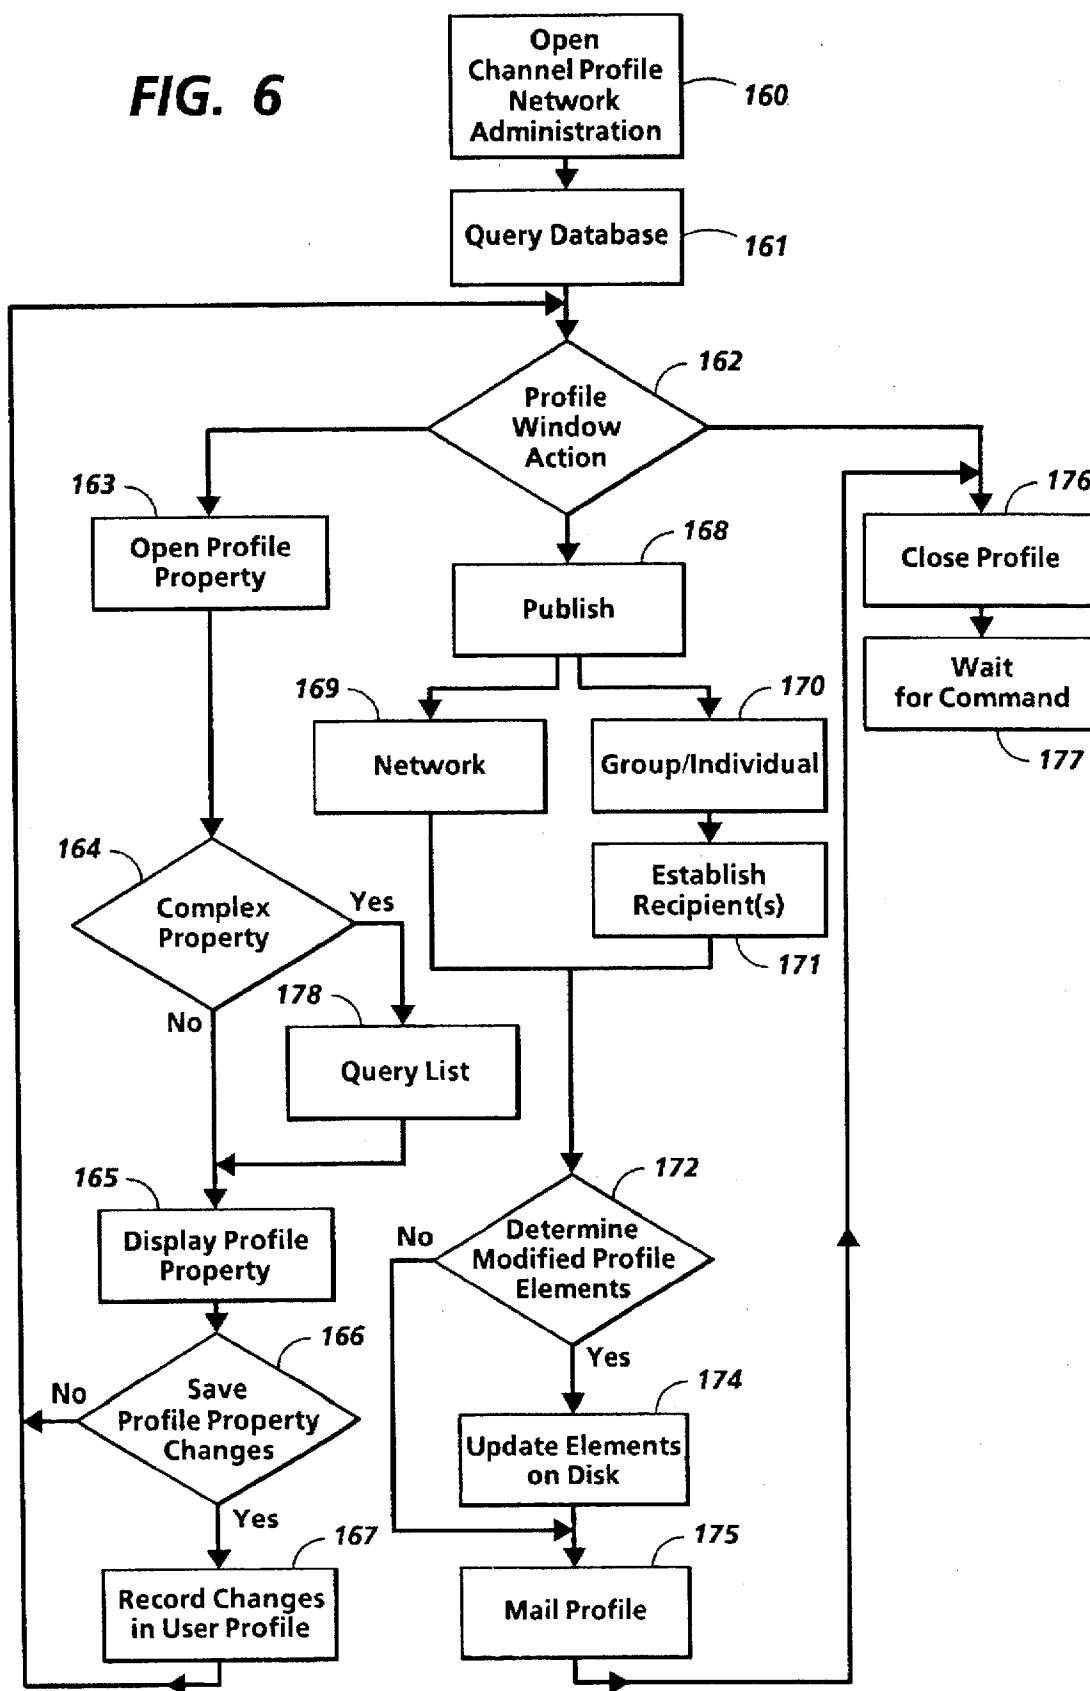 FIG. 6
Open
Channel Profile
Network
Administration
160
Query Database
161
162
Profile
Window
Action
163
Open Profile
Property
168
Publish
176
Close Profile
Wait
for Command
177
169
Network
170
Group/Individual
Establish
Recipient(s)
171
164
Complex
Property
Yes
No
178
Query List
165
Display Profile
Property
172
Determine
Modified Profile
Elements
No
Yes
166
Save
Profile Property
Changes
No
Yes
174
Update Elements
on Disk
167
Record Changes
in User Profile
175
Mail Profile